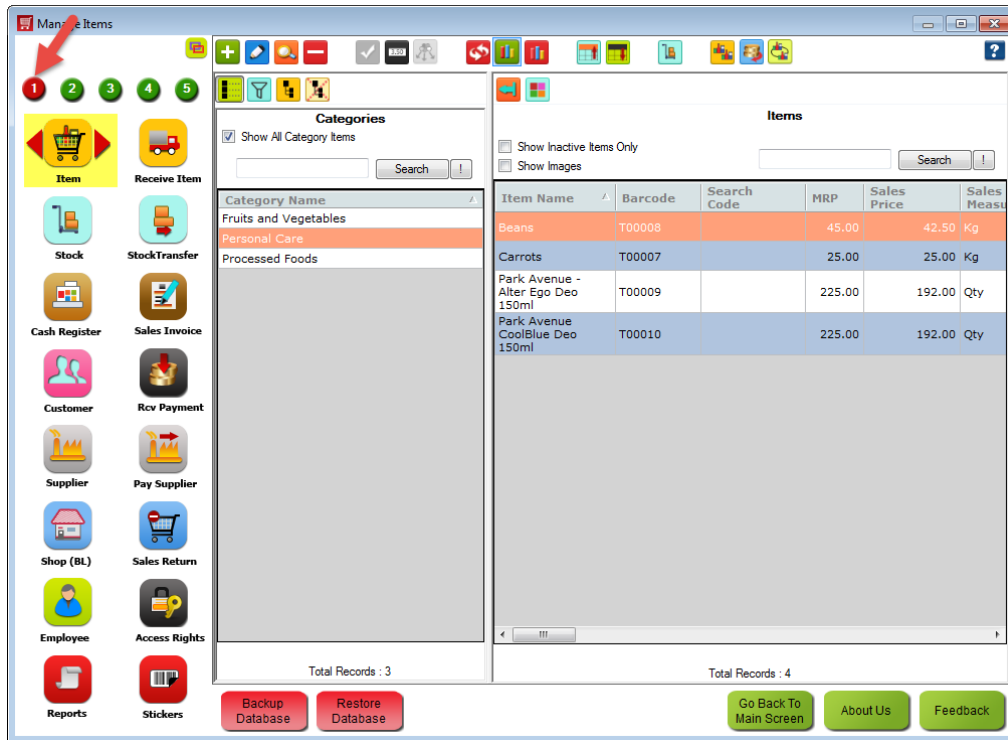 Manage Items
1 2 3 4 5
Item
Receive Item
Stock
StockTransfer
Cash Register
Sales Invoice
Customer
Rcv Payment
Supplier
Pay Supplier
Shop (BL)
Sales Return
Employee
Access Rights
Reports
Stickers
3.50
?
Categories
Show All Category Items
Search !
Category Name
Fruits and Vegetables
Personal Care
Processed Foods
Total Records : 3
Items
Show Inactive Items Only
Show Images
Search !
Item Name Barcode Search Code MRP Sales Price Sales Measu
Beans T00008 45.00 42.50 Kg
Carrots T00007 25.00 25.00 Kg
Park Avenue -
Alter Ego Deo T00009 225.00 192.00 Qty
150ml
Park Avenue
CoolBlue Deo T00010 225.00 192.00 Qty
150ml
Total Records : 4
Backup
Database
Restore
Database
Go Back To
Main Screen
About Us
Feedback